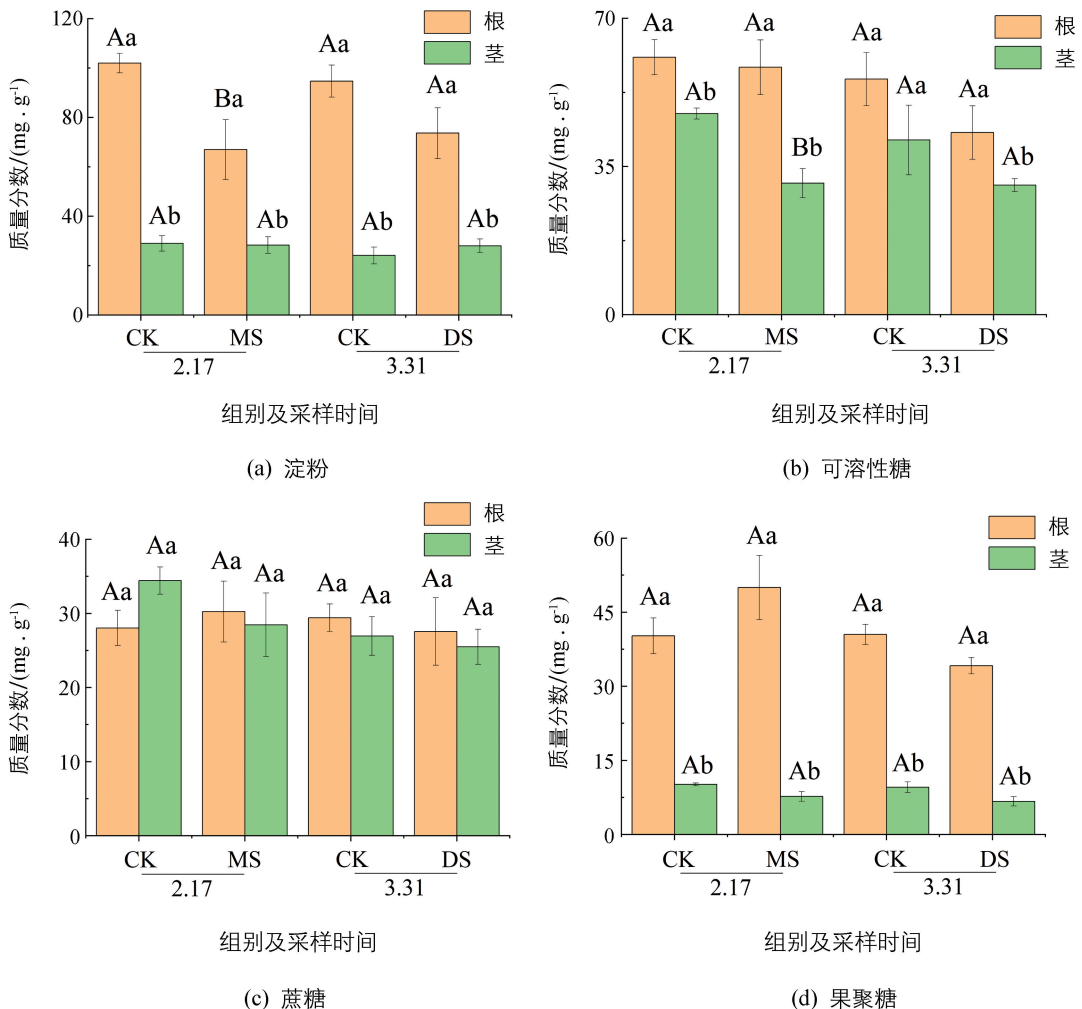 根
茎
质量分数/(mg . g⁻¹)
120
80
40
0
Aa
Ab
Ba
Ab
Aa
Ab
Aa
Ab
CK
MS
CK
DS
2.17
3.31
组别及采样时间
(a) 淀粉
根
茎
质量分数/(mg . g⁻¹)
70
35
0
Aa
Ab
Aa
Bb
Aa
Aa
Aa
Ab
CK
MS
CK
DS
2.17
3.31
组别及采样时间
(b) 可溶性糖
根
茎
质量分数/(mg . g⁻¹)
40
30
20
10
0
Aa
Aa
Aa
Aa
Aa
Aa
Aa
Aa
CK
MS
CK
DS
2.17
3.31
组别及采样时间
(c) 蔗糖
根
茎
质量分数/(mg . g⁻¹)
60
45
30
15
0
Aa
Ab
Aa
Ab
Aa
Ab
Aa
Ab
CK
MS
CK
DS
2.17
3.31
组别及采样时间
(d) 果聚糖